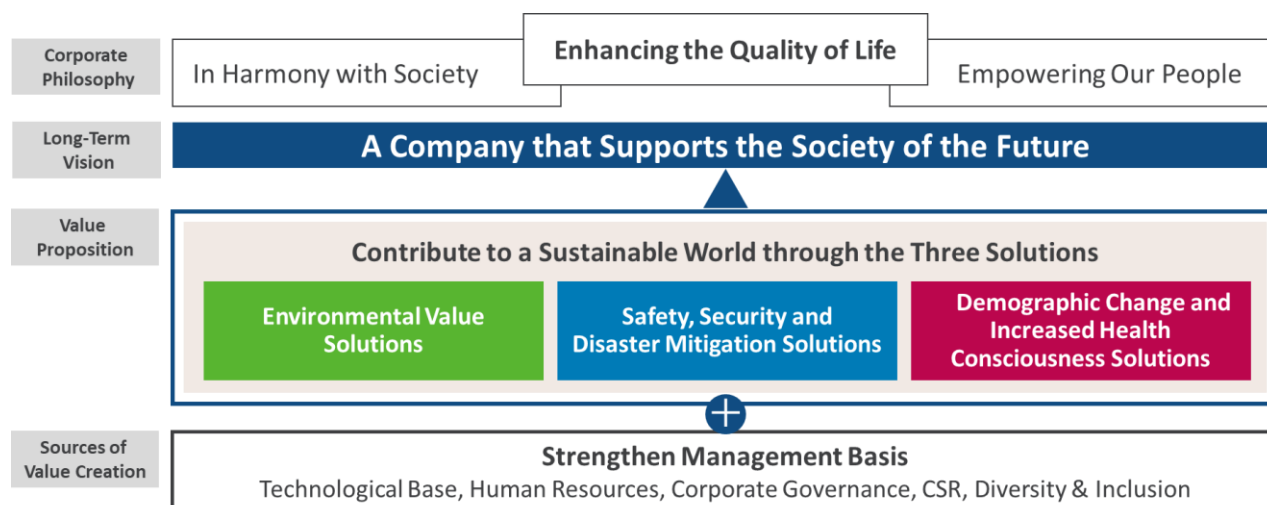 Corporate
Philosophy
In Harmony with Society
Enhancing the Quality of Life
Empowering Our People
Long-Term
Vision
A Company that Supports the Society of the Future
Value
Proposition
Contribute to a Sustainable World through the Three Solutions
Environmental Value
Solutions
Safety, Security and
Disaster Mitigation Solutions
Demographic Change and
Increased Health
Consciousness Solutions
Sources of
Value Creation
Strengthen Management Basis
Technological Base, Human Resources, Corporate Governance, CSR, Diversity & Inclusion